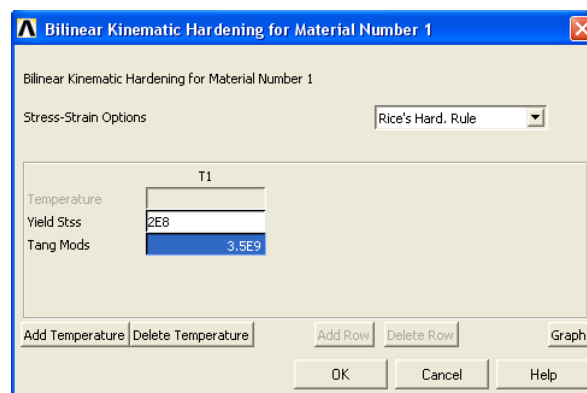 Bilinear Kinematic Hardening for Material Number 1
Bilinear Kinematic Hardening for Material Number 1
Stress-Strain Options Rice's Hard. Rule
T1
Temperature
Yield Stss 2E8
Tang Mods 3.5E9
Add Temperature Delete Temperature Add Row Delete Row Graph
OK Cancel Help